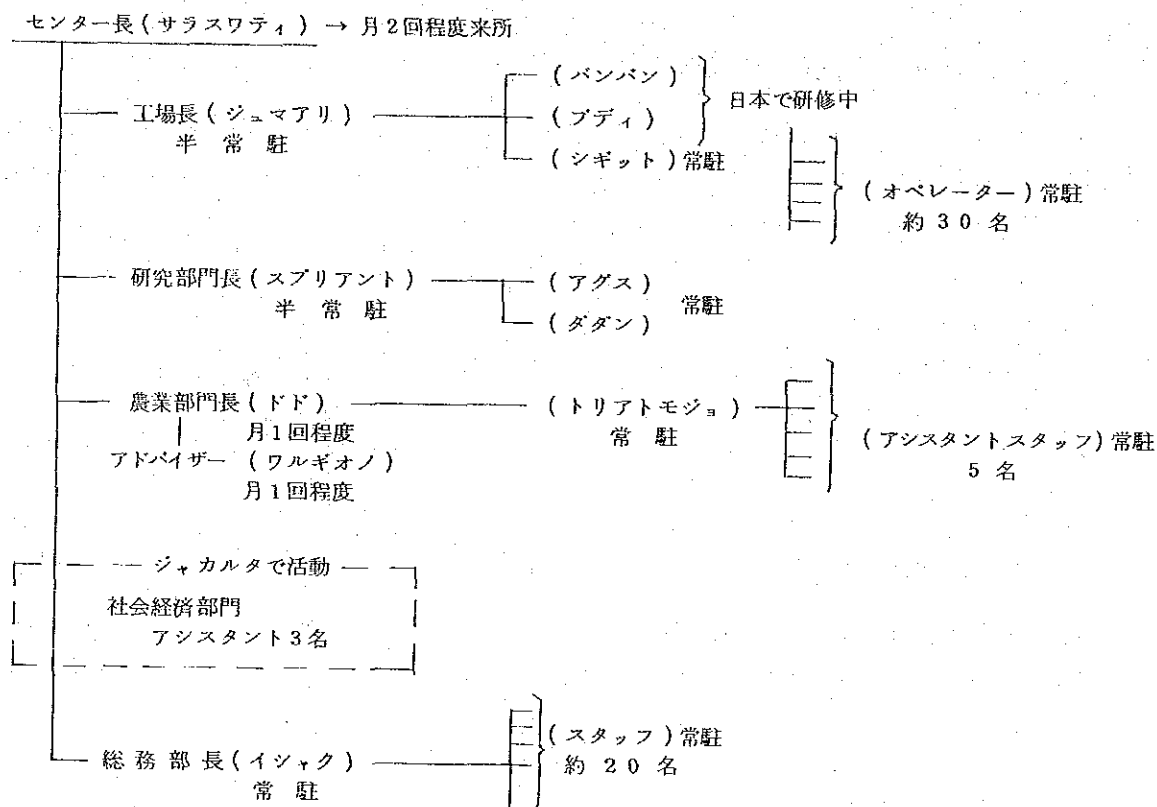 センター長(サラスワティ) → 月2回程度来所
工場長(ジュマアリ)
半常駐
(バンバン)
(ブディ)
日本で研修中
(シギット)常駐
(オペレーター)常駐
約30名
研究部門長(スプリアント)
半常駐
(アグス)
(ダダン)
常駐
農業部門長(ドド)
月1回程度
アドバイザー (ワルギオノ)
月1回程度
(トリアトモジョ)
常駐
(アシスタントスタッフ)常駐
5名
ジャカルタで活動
社会経済部門
アシスタント3名
総務部長(イシャク)
常駐
(スタッフ)常駐
約20名